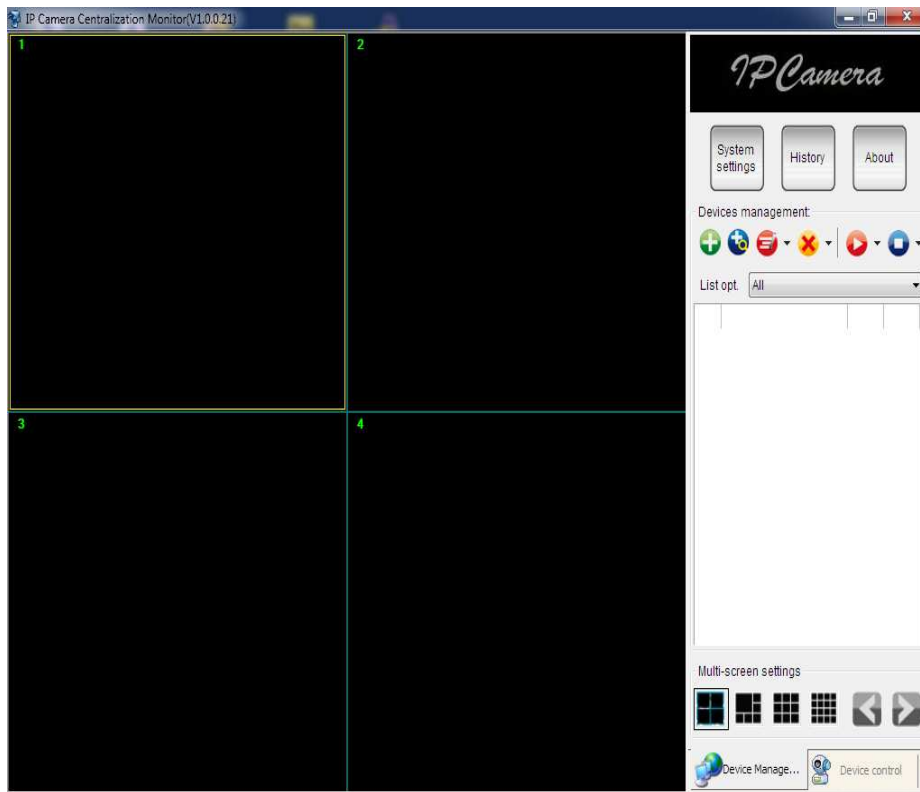 IP Camera Centralization Monitor(V1.0.0.21)
1
2
3
4
IPCamera
System
settings
History
About
Devices management:
List opt.
All
Multi-screen settings
Device Manage...
Device control